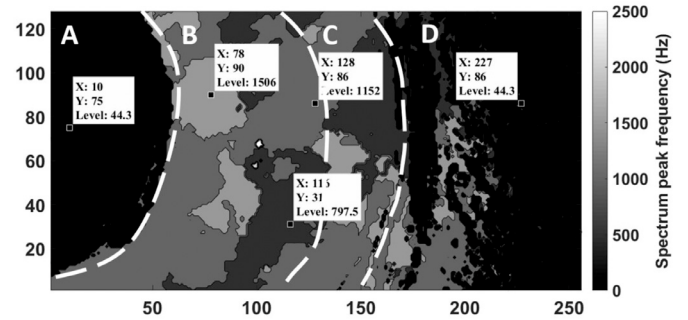 A B C D
X: 10
Y: 75
Level: 44.3
X: 78
Y: 90
Level: 1506
X: 128
Y: 86
Level: 1152
X: 227
Y: 86
Level: 44.3
Y: 31
Level: 797.5
120
100
80
60
40
20
50 100 150 200 250
2500
2000
1500
1000
500
0
Spectrum peak frequency (Hz)